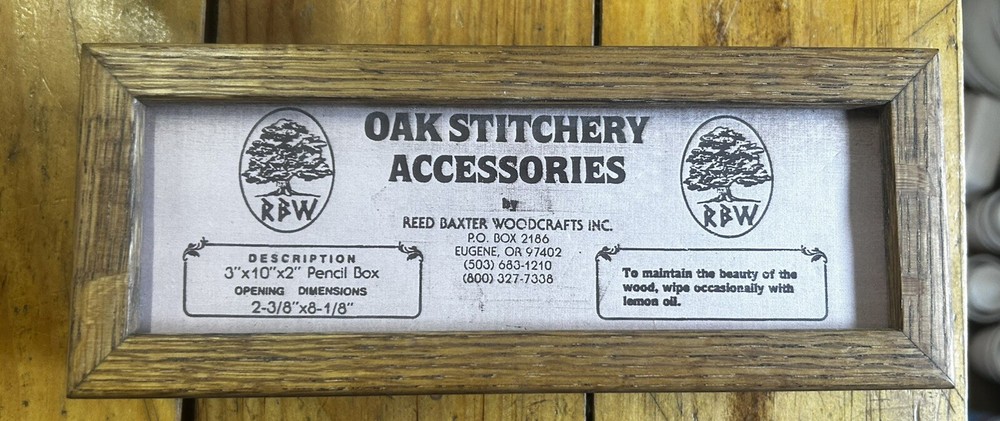 OAK STITCHERY
ACCESSORIES
by
REED BAXTER WOODCRAFTS INC.
P.O. BOX 2186
EUGENE, OR 97402
(503) 683-1210
(800) 327-7338
RBW
DESCRIPTION
3"x10"x2" Pencil Box
OPENING DIMENSIONS
2-3/8"x8-1/8"
RBW
To maintain the beauty of the
wood, wipe occasionally with
lemon oil.